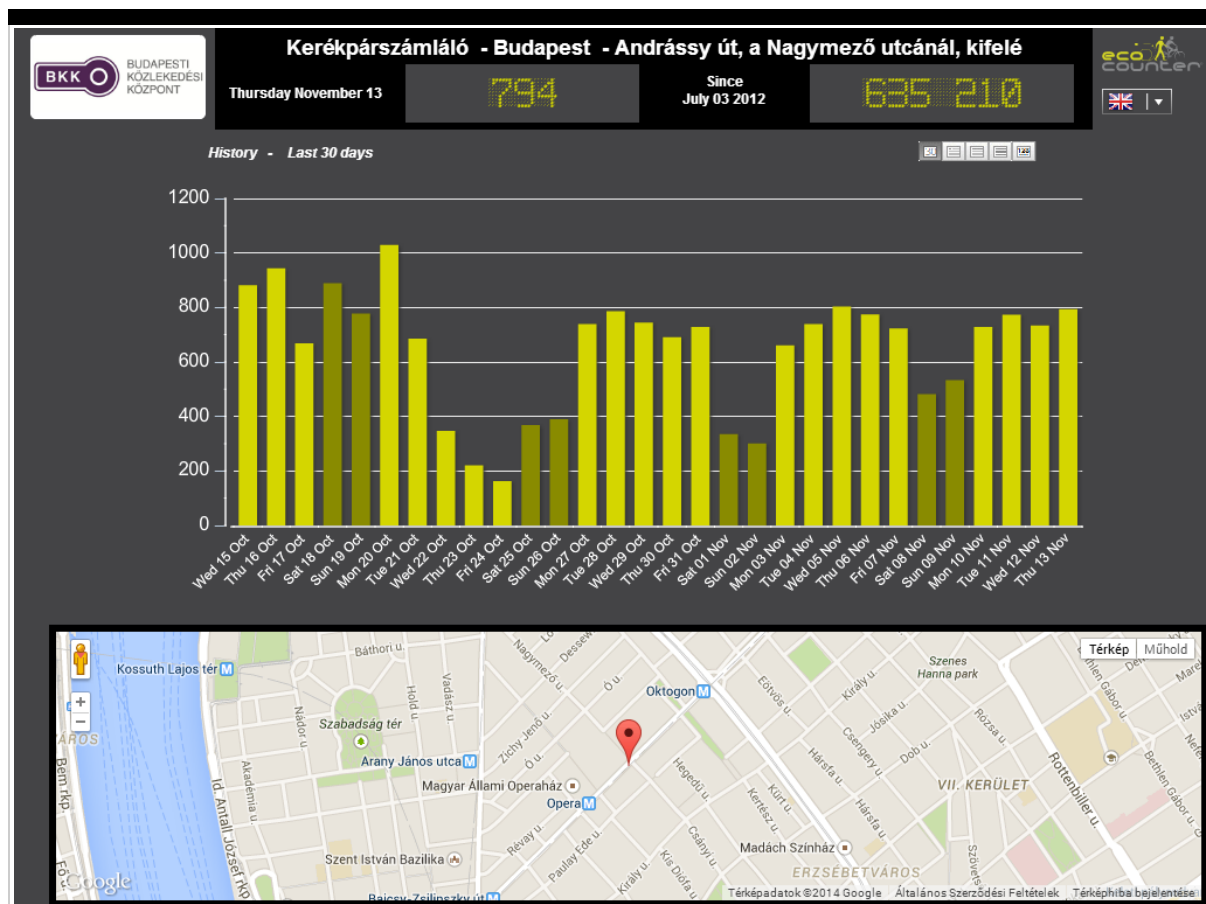 BKK
BUDAPESTI
KÖZLEKEDÉSI
KÖZPONT
Kerékpárszámláló - Budapest - Andrássy út, a Nagymező utcánál, kifelé
Thursday November 13
794
Since
July 03 2012
635 210
eco
counter
History - Last 30 days
1200
1000
800
600
400
200
0
Wed 15 Oct
Thu 16 Oct
Fri 17 Oct
Sat 18 Oct
Sun 19 Oct
Mon 20 Oct
Tue 21 Oct
Wed 22 Oct
Thu 23 Oct
Fri 24 Oct
Sat 25 Oct
Sun 26 Oct
Mon 27 Oct
Tue 28 Oct
Wed 29 Oct
Thu 30 Oct
Fri 31 Oct
Sat 01 Nov
Sun 02 Nov
Mon 03 Nov
Tue 04 Nov
Wed 05 Nov
Thu 06 Nov
Fri 07 Nov
Sat 08 Nov
Sun 09 Nov
Mon 10 Nov
Tue 11 Nov
Wed 12 Nov
Thu 13 Nov
Térkép
Műhold
Kossuth Lajos tér M
Báthori u.
Nagymező u.
Ó u.
Oktogon M
Szenes
Hanna park
Bethlen Gábor u.
Hold u.
Vadász u.
Nádor u
Szabadság tér
Zichy Jenő u.
Ó u.
Eötvös u.
Király u.
Jósika u.
Rózsa u.
Csengery u.
Dob u.
ÁROS
Bem rkp
Akadémia u.
Arany János utca M
Magyar Állami Operaház
Opera M
Hegedű u.
Hársfa u.
VII. KERÜLET
Rottenbiller u.
Bethlen Gábor u.
Id. Antall József rkp
Révay u.
Paulay Ede u.
Kertész u.
Kürt u.
Hársfa u.
Csányi u.
Madách Színház
Szent István Bazilika
Király u.
Kis Diófa u.
ERZSÉBETVÁROS
Google
Bajcsy-Zsilinszky út M
Térképadatok ©2014 Google
Általános Szerződési Feltételek
Térképhiba bejelentése